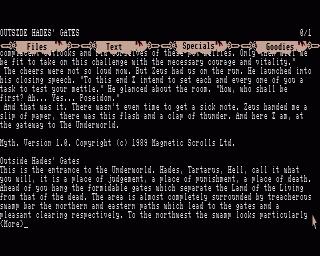 OUTSIDE HADES' GATES 0/1
Files Text Specials Goodies
be fit to take on this challenge with the necessary courage and vitality."
The cheers were not so loud now. But Zeus had us on the run. He launched into
his closing speech, "To this end I intend to set each and every one of you a
task to test your mettle." He glanced about the room. "Now, who shall be
first? Ah... Yes... Poseidon."
And that was it. There wasn't even time to get a sick note. Zeus handed me a
slip of paper, there was this flash and a clap of thunder. And here I am, at
the gateway to The Underworld.
Myth. Version 1.0. Copyright (c) 1989 Magnetic Scrolls Ltd.
Outside Hades' Gates
This is the entrance to the Underworld. Hades, Tartarus, Hell, call it what
you will, it is a place of judgement, a place of punishment, a place of death.
Ahead of you hang the formidable gates which separate the Land of the Living
from that of the dead. The area is almost completely surrounded by treacherous
swamp bar the northern and eastern paths which lead to the gates and a
pleasant clearing respectively. To the northwest the swamp looks particularly
(More)_